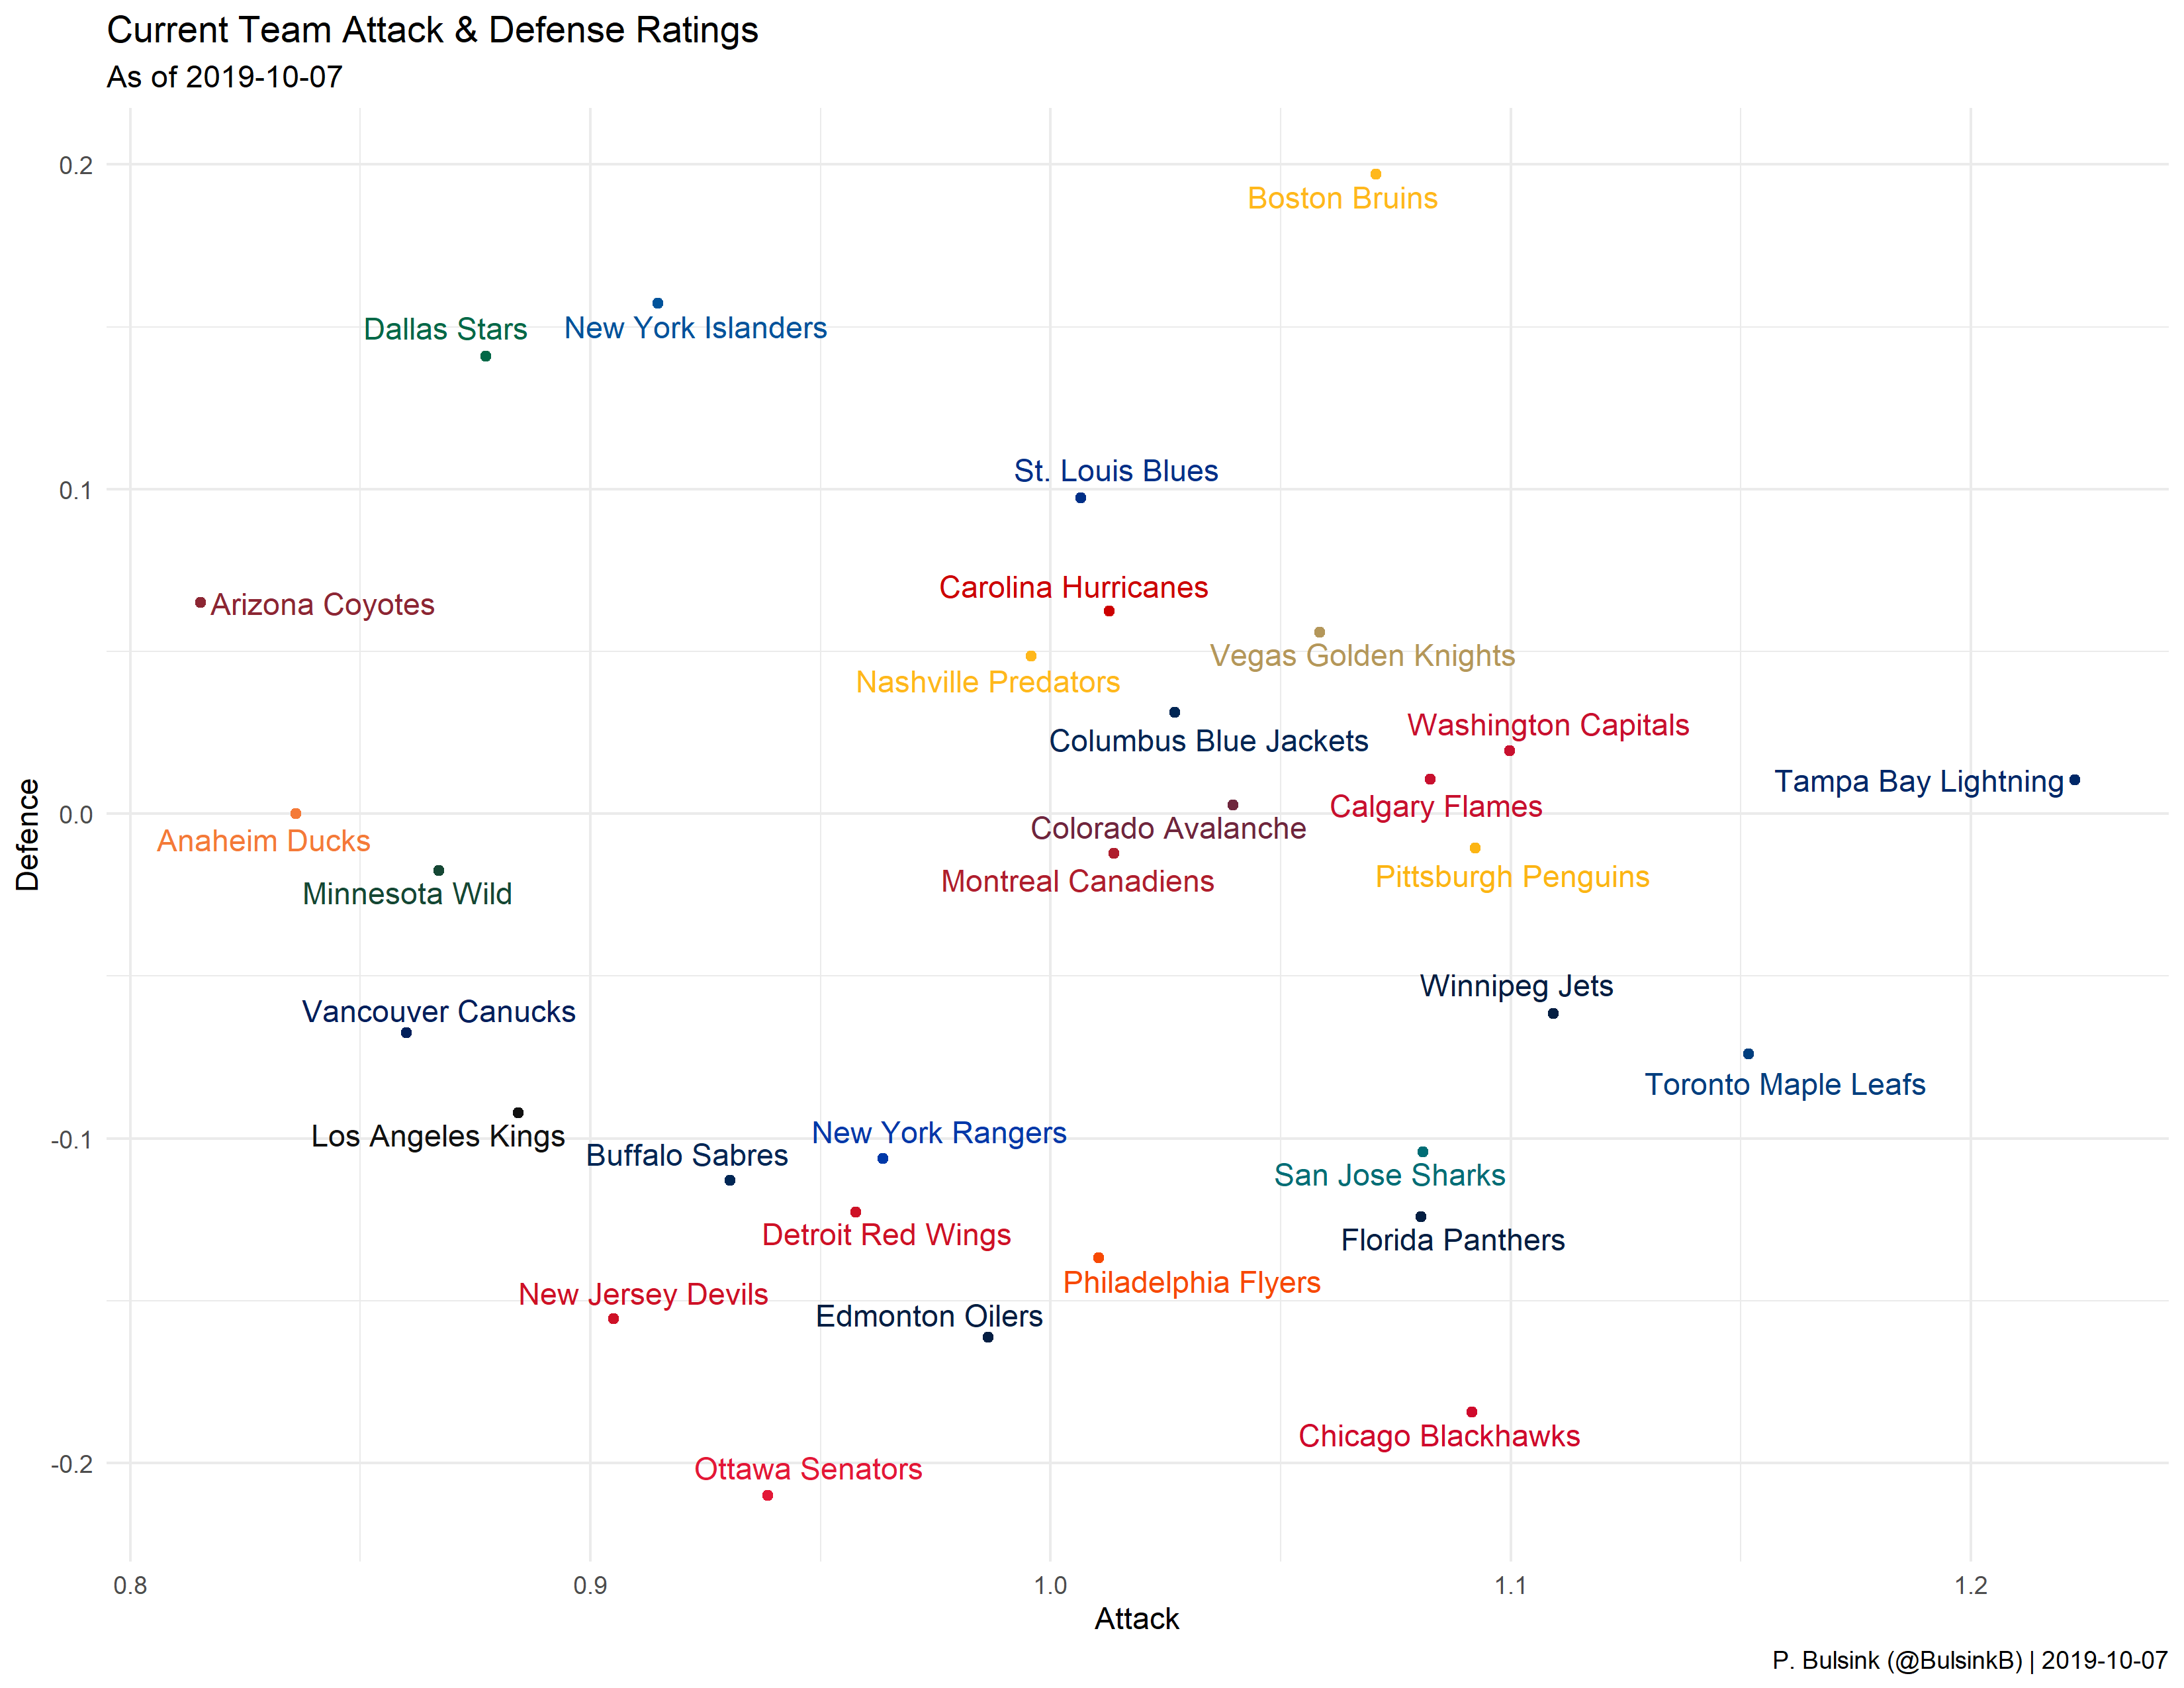 Current Team Attack & Defense Ratings
As of 2019-10-07
0.2
Boston Bruins
Dallas Stars
New York Islanders
0.1
St. Louis Blues
Carolina Hurricanes
Arizona Coyotes
Vegas Golden Knights
Nashville Predators
Washington Capitals
Columbus Blue Jackets
Tampa Bay Lightning
Calgary Flames
0.0
Colorado Avalanche
Anaheim Ducks
Defence
Pittsburgh Penguins
Montreal Canadiens
Minnesota Wild
Winnipeg Jets
Vancouver Canucks
Toronto Maple Leafs
New York Rangers
Los Angeles Kings
-0.1
Buffalo Sabres
San Jose Sharks
Detroit Red Wings
Florida Panthers
Philadelphia Flyers
New Jersey Devils
Edmonton Oilers
Chicago Blackhawks
-0.2
Ottawa Senators
0.8
0.9
1.0
1.1
1.2
Attack
P. Bulsink (@BulsinkB) | 2019-10-07